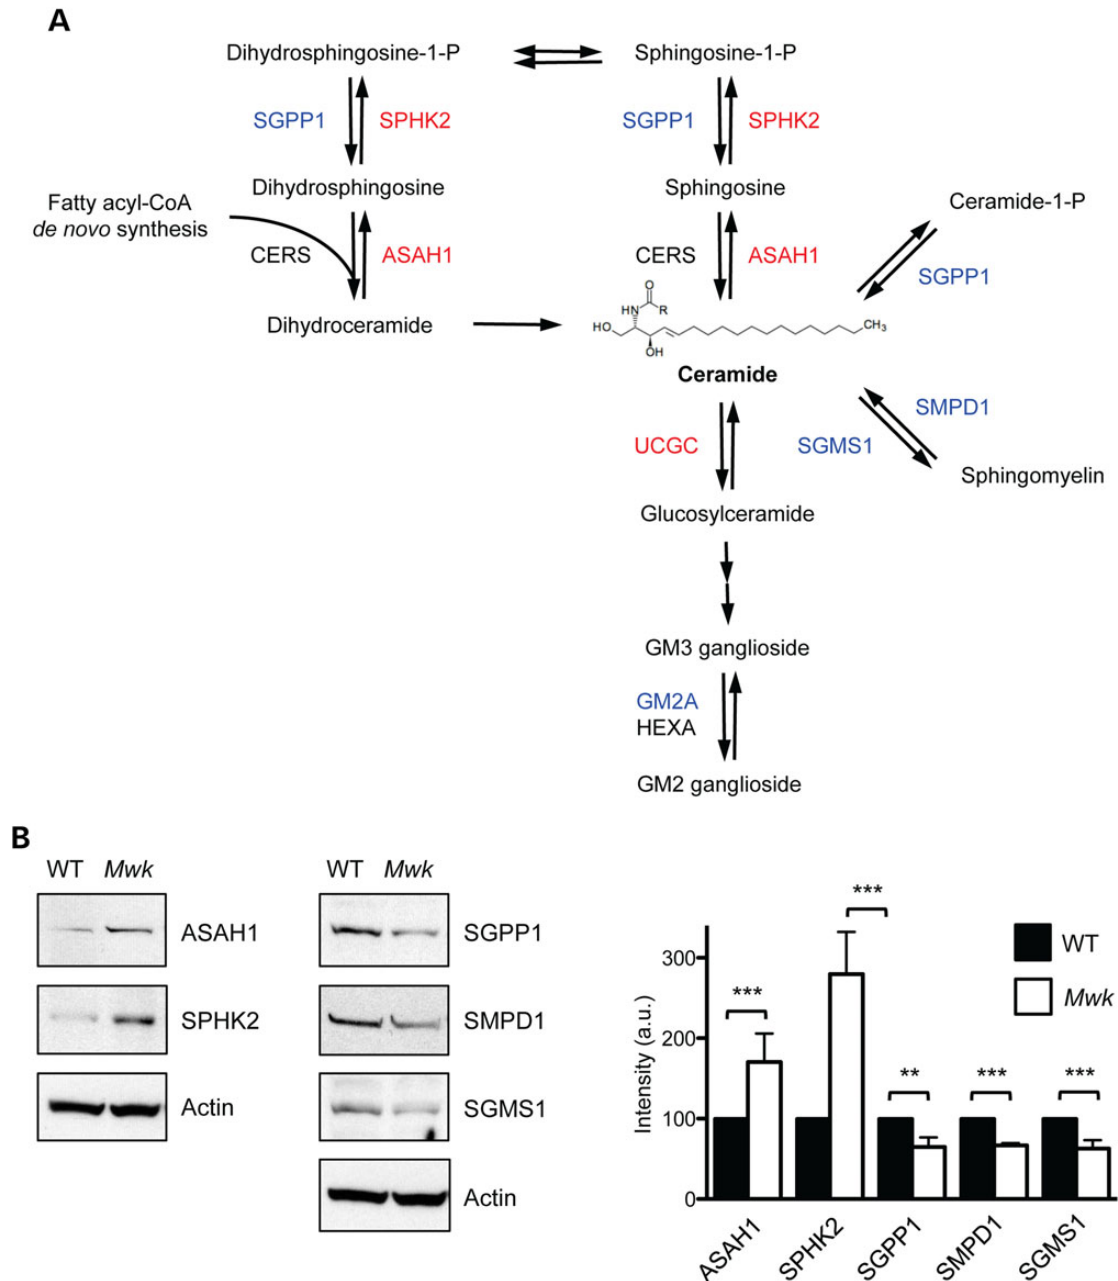 A
Dihydrosphingosine-1-P
Sphingosine-1-P
SGPP1
SPHK2
SGPP1
SPHK2
Dihydrosphingosine
Sphingosine
Fatty acyl-CoA
de novo synthesis
Ceramide-1-P
CERS
ASAH1
CERS
ASAH1
SGPP1
O
HN
R
HO
CH3
OH
Dihydroceramide
Ceramide
SMPD1
UCGC
SGMS1
Sphingomyelin
Glucosylceramide
GM3 ganglioside
GM2A
HEXA
GM2 ganglioside
B
WT Mwk
ASAH1
SPHK2
Actin
WT Mwk
SGPP1
SMPD1
SGMS1
Actin
Intensity (a.u.)
300
200
100
0
***
***
**
***
***
WT
Mwk
ASAH1
SPHK2
SGPP1
SMPD1
SGMS1